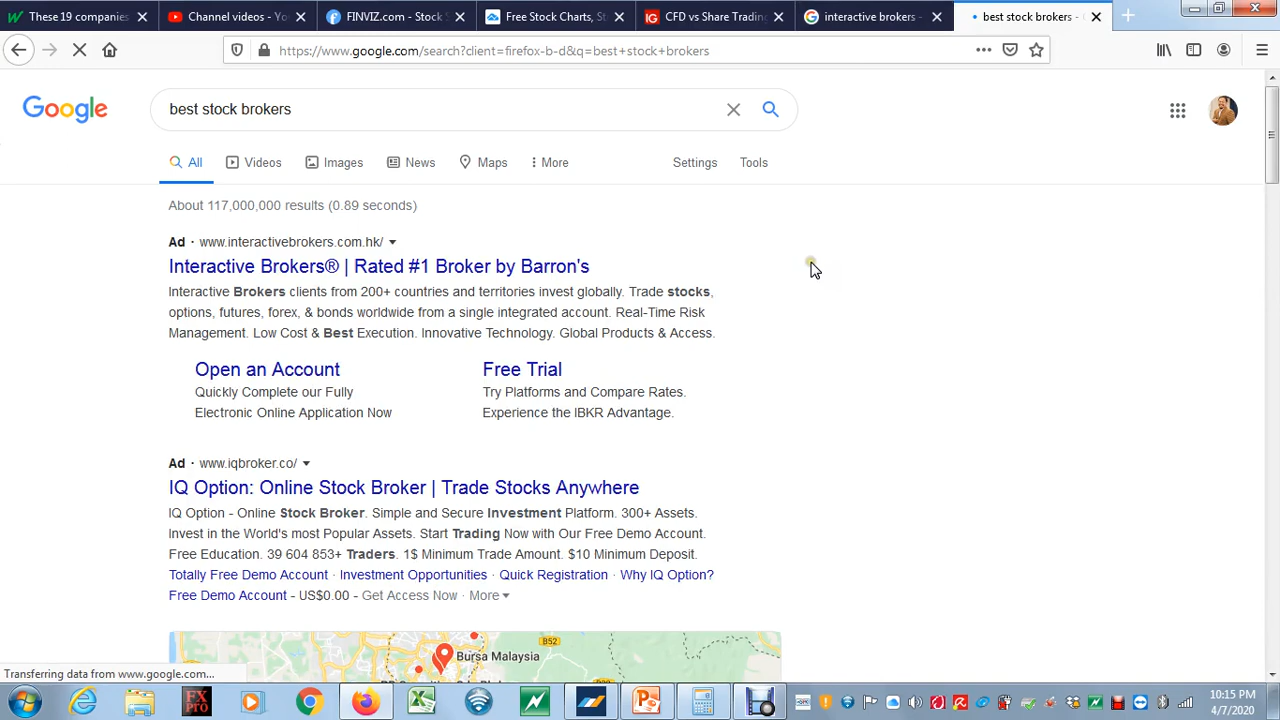 These 19 companies
Channel videos - Yo
FINVIZ.com - Stock
Free Stock Charts, St
IG CFD vs Share Trading
interactive brokers -
best stock brokers -
https://www.google.com/search?client=firefox-b-d&q=best+stock+brokers
Google
best stock brokers
All
Videos
Images
News
Maps
More
Settings
Tools
About 117,000,000 results (0.89 seconds)
Ad · www.interactivebrokers.com.hk/
Interactive Brokers® | Rated #1 Broker by Barron's
Interactive Brokers clients from 200+ countries and territories invest globally. Trade stocks,
options, futures, forex, & bonds worldwide from a single integrated account. Real-Time Risk
Management. Low Cost & Best Execution. Innovative Technology. Global Products & Access.
Open an Account
Quickly Complete our Fully
Electronic Online Application Now
Free Trial
Try Platforms and Compare Rates.
Experience the IBKR Advantage.
Ad · www.iqbroker.co/
IQ Option: Online Stock Broker | Trade Stocks Anywhere
IQ Option - Online Stock Broker. Simple and Secure Investment Platform. 300+ Assets.
Invest in the World's most Popular Assets. Start Trading Now with Our Free Demo Account.
Free Education. 39 604 853+ Traders. 1$ Minimum Trade Amount. $10 Minimum Deposit.
Totally Free Demo Account · Investment Opportunities · Quick Registration · Why IQ Option?
Free Demo Account - US$0.00 - Get Access Now · More
B52
Bursa Malaysia
Transferring data from www.google.com...
FX
PRO
10:15 PM
4/7/2020